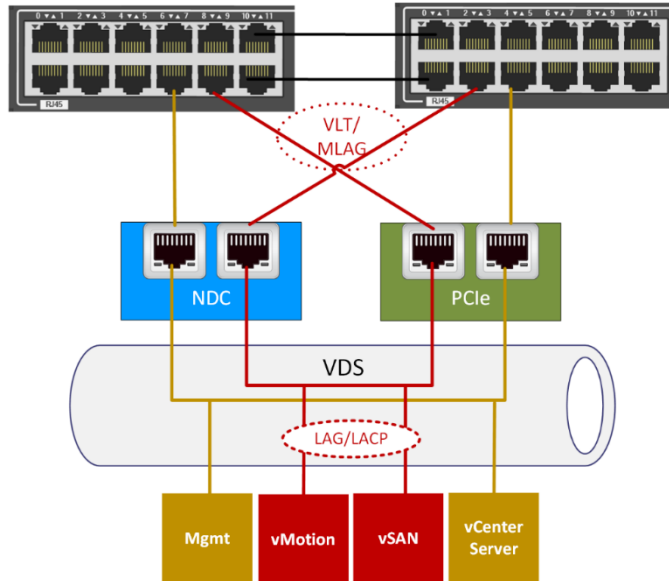 0 ▼▲ 1 2 ▼▲ 3 4 ▼▲ 5 6 ▼▲ 7 8 ▼▲ 9 10 ▼▲ 11
0 ▼▲ 1 2 ▼▲ 3 4 ▼▲ 5 6 ▼▲ 7 8 ▼▲ 9 10 ▼▲ 11
RJ45
RJ45
VLT/
MLAG
NDC
PCIe
VDS
LAG/LACP
Mgmt
vMotion
vSAN
vCenter
Server